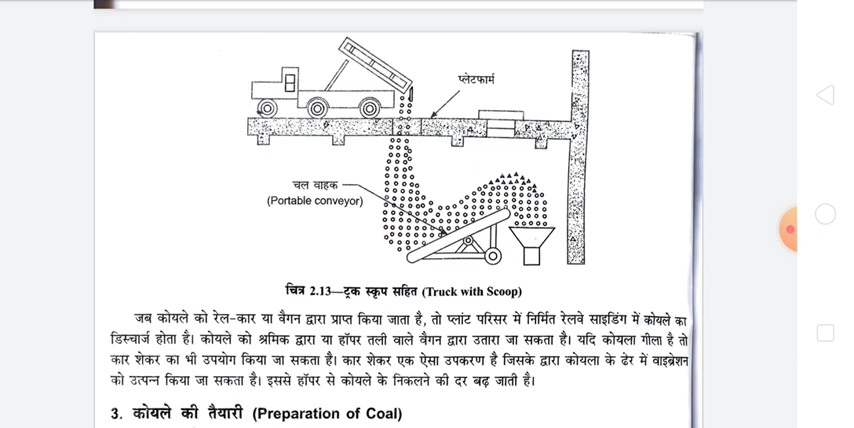 प्लेटफार्म
चल वाहक
(Portable conveyor)
चित्र 2.13—ट्रक स्कूप सहित (Truck with Scoop)
जब कोयले को रेल-कार या वैगन द्वारा प्राप्त किया जाता है, तो प्लांट परिसर में निर्मित रेलवे साइडिंग में कोयले का
डिस्चार्ज होता है। कोयले को श्रमिक द्वारा या हॉपर तली वाले वैगन द्वारा उतारा जा सकता है। यदि कोयला गीला है तो
कार शेकर का भी उपयोग किया जा सकता है। कार शेकर एक ऐसा उपकरण है जिसके द्वारा कोयला के ढेर में वाइब्रेशन
को उत्पन्न किया जा सकता है। इससे हॉपर से कोयले के निकलने की दर बढ़ जाती है।
3. कोयले की तैयारी (Preparation of Coal)